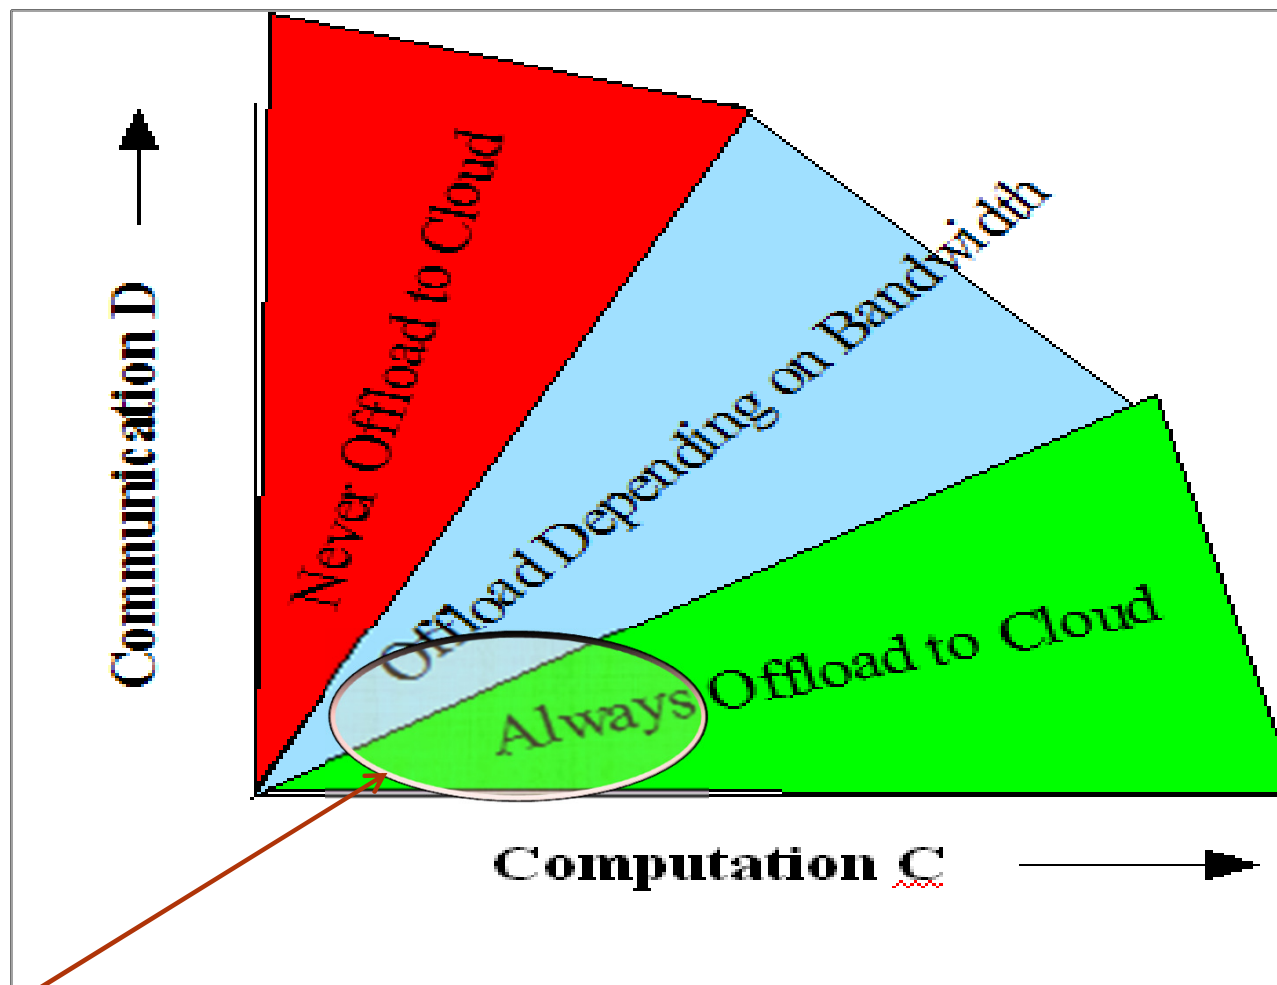 Never Offload to Cloud
Offload Depending on Bandwidth
Always Offload to Cloud
Communication D
Computation C